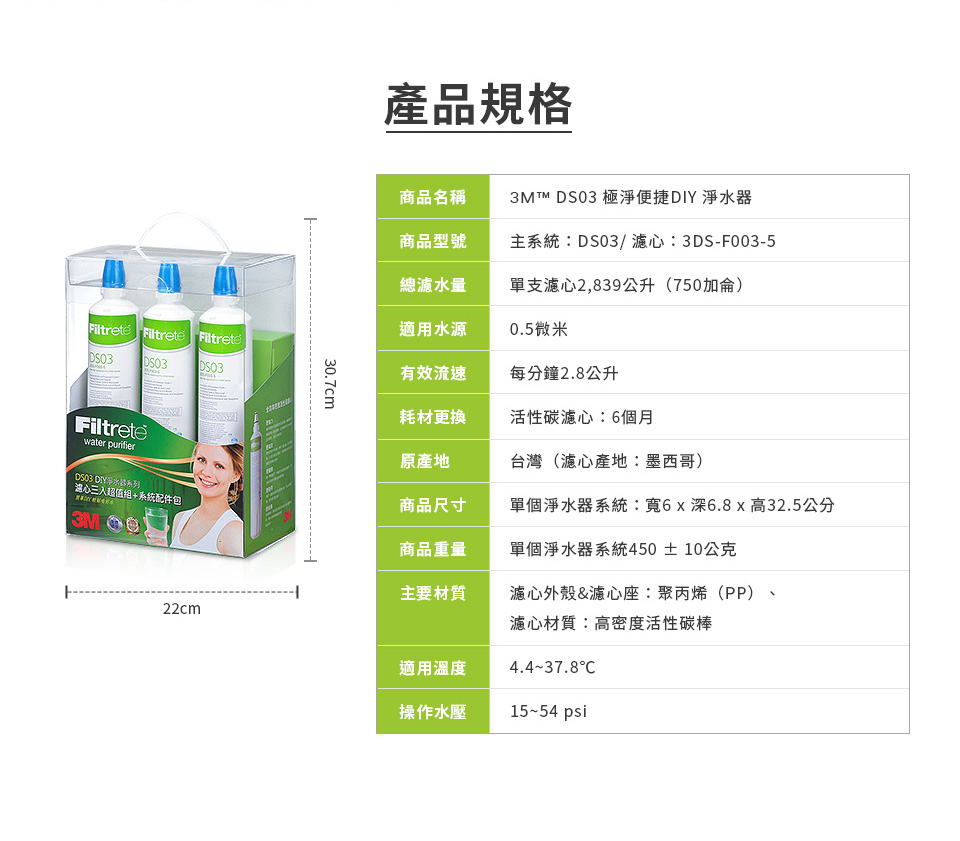 產品規格
商品名稱
3M™ DS03 極淨便捷DIY 淨水器
商品型號
主系統：DS03/ 濾心：3DS-F003-5
總濾水量
單支濾心2,839公升（750加侖）
適用水源
0.5微米
有效流速
每分鐘2.8公升
耗材更換
活性碳濾心：6個月
原產地
台灣（濾心產地：墨西哥）
商品尺寸
單個淨水器系統：寬6 x 深6.8 x 高32.5公分
商品重量
單個淨水器系統450 ± 10公克
主要材質
濾心外殼&濾心座：聚丙烯（PP）、
濾心材質：高密度活性碳棒
適用溫度
4.4~37.8℃
操作水壓
15~54 psi
Filtrete Filtrete Filtrete
DS03 DS03 DS03
Filtrete
water purifier
DS03 DIY淨水器系列
濾心三入超值組+系統配件包
3M
3M
30.7cm
22cm